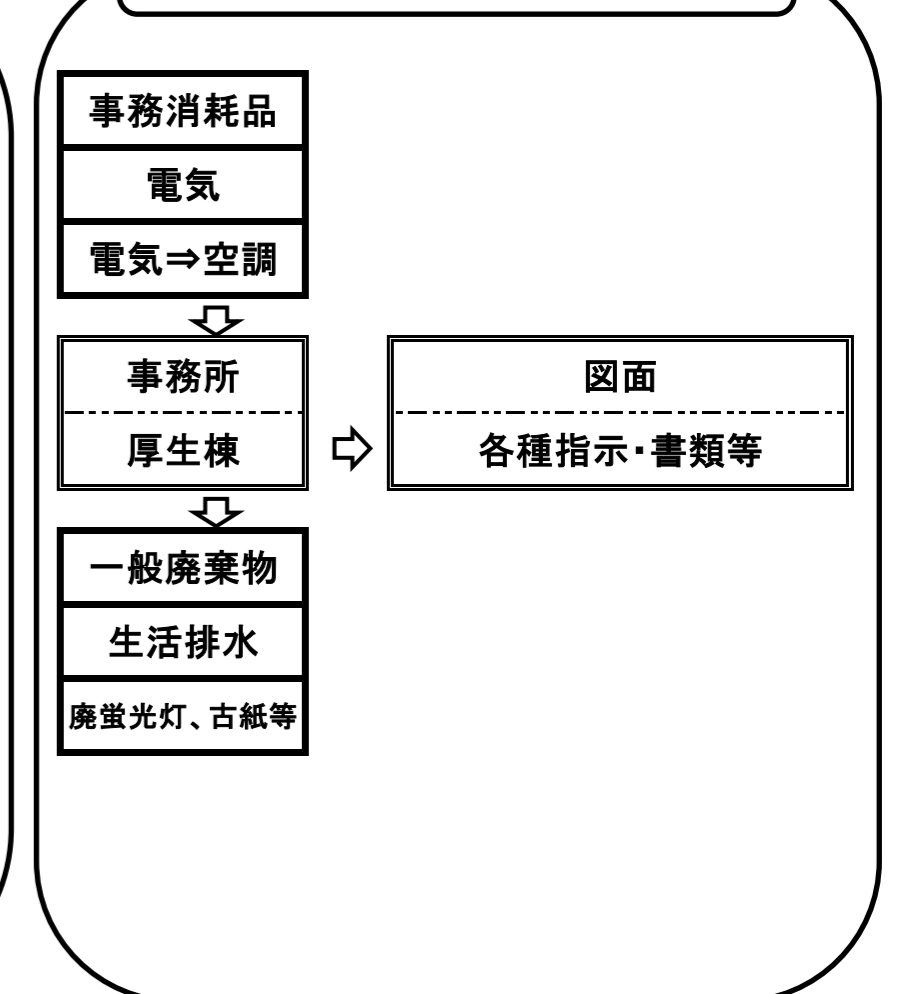 事務消耗品
電気
電気⇒空調
事務所
厚生棟
図面
各種指示・書類等
一般廃棄物
生活排水
廃蛍光灯、古紙等